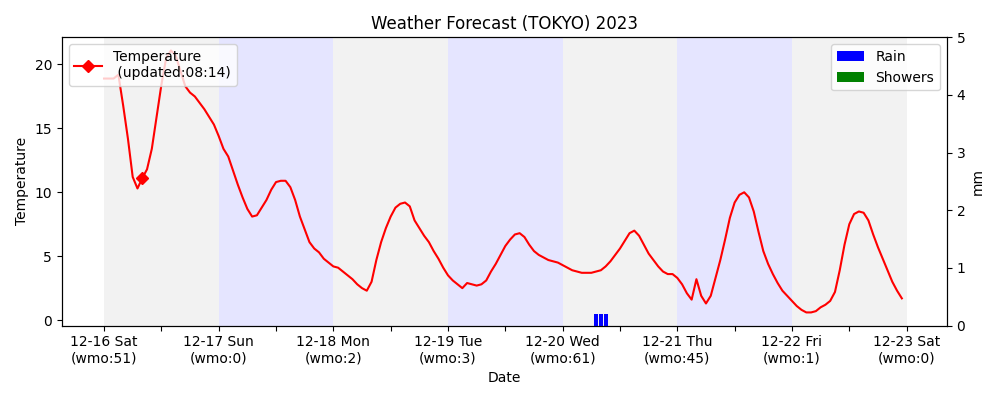 Weather Forecast (TOKYO) 2023
Temperature
(updated:08:14)
Rain
Showers
Temperature
20
15
10
5
0
5
4
3
2
1
0
mm
12-16 Sat
(wmo:51)
12-17 Sun
(wmo:0)
12-18 Mon
(wmo:2)
12-19 Tue
(wmo:3)
12-20 Wed
(wmo:61)
12-21 Thu
(wmo:45)
12-22 Fri
(wmo:1)
12-23 Sat
(wmo:0)
Date